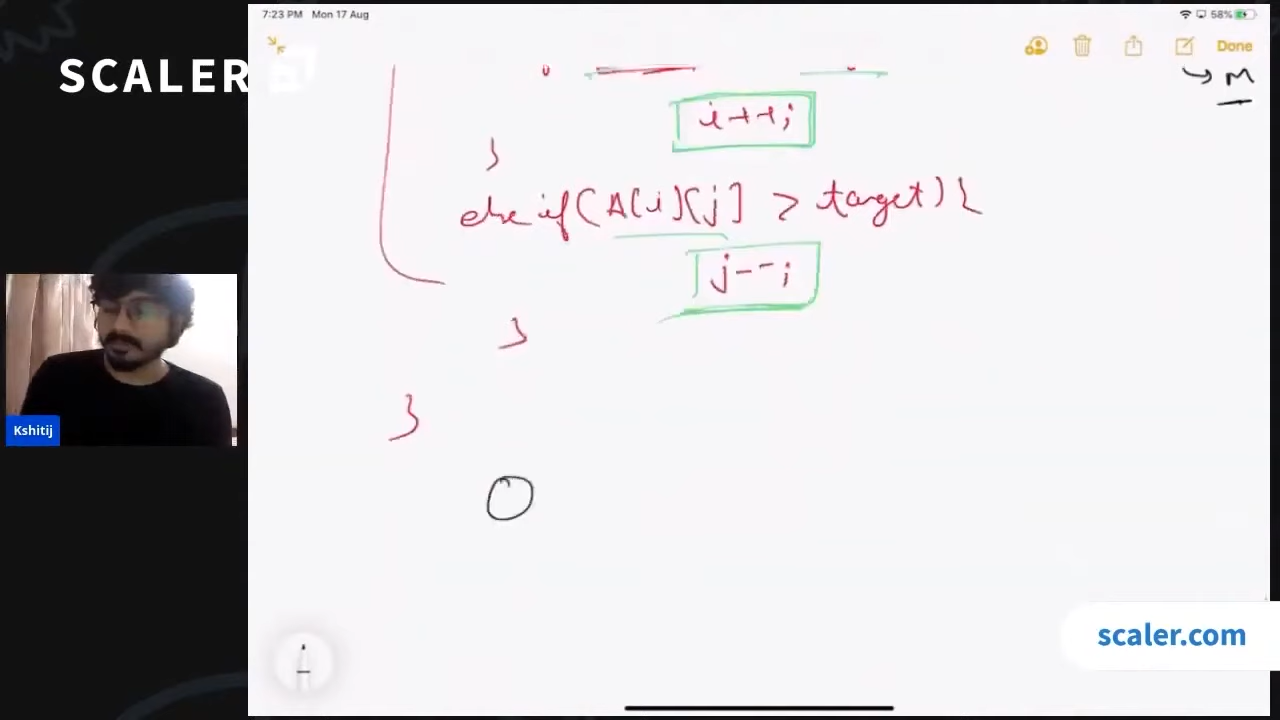 7:23 PM Mon 17 Aug
58%
Done
SCALER
→ M
i++;
}
else if(A[i][j] > target){
j--;
}
}
O
Kshitij
scaler.com